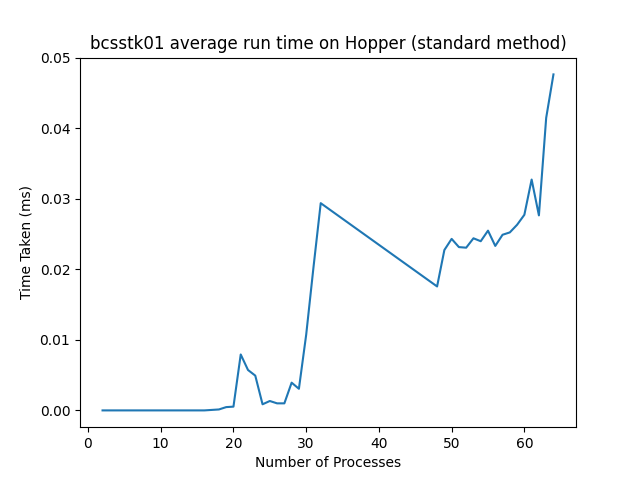 bcsstk01 average run time on Hopper (standard method)
0.05
0.04
0.03
0.02
0.01
0.00
Time Taken (ms)
0 10 20 30 40 50 60
Number of Processes